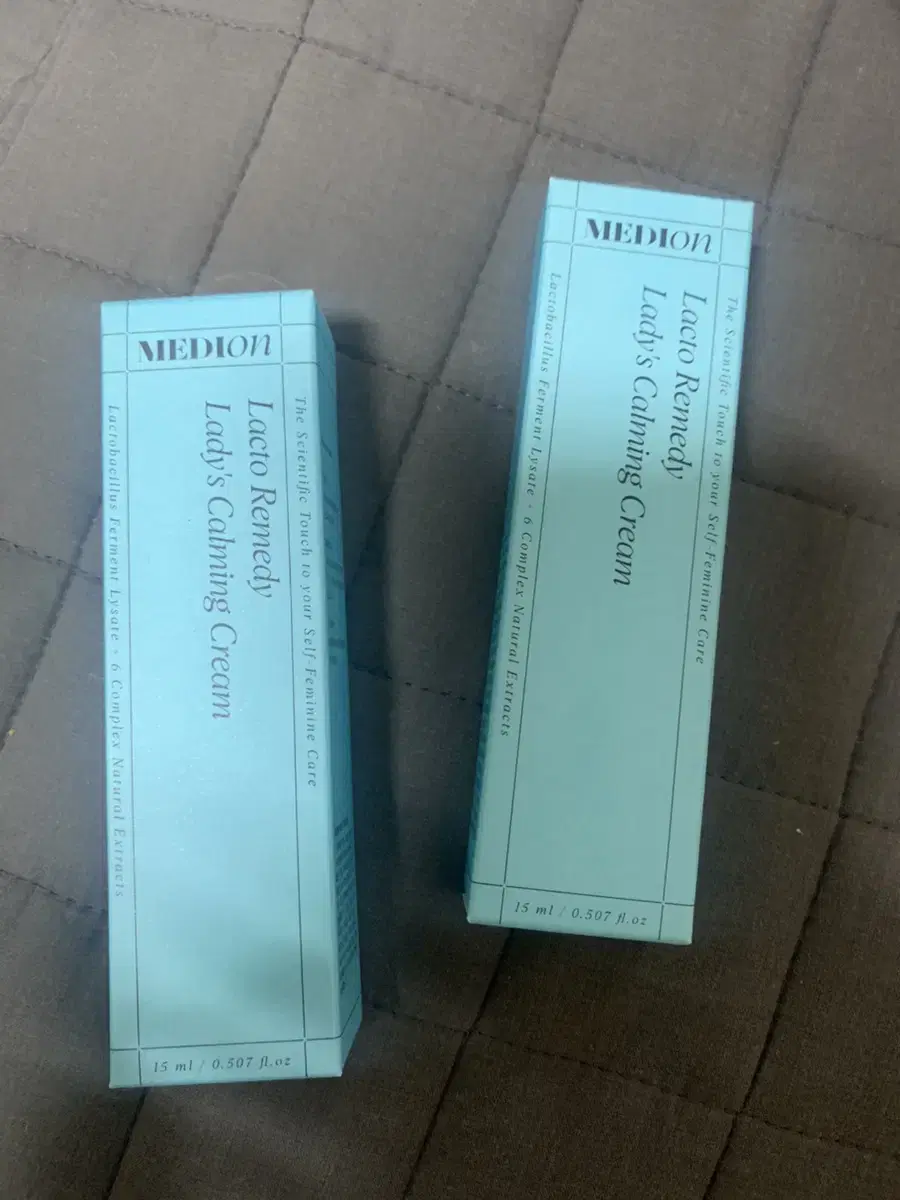 MEDION
The Scientific Touch to your Self-Feminine Care
Lacto Remedy
Lady's Calming Cream
Lactobacillus Ferment Lysate • 6 Complex Natural Extracts
15 ml / 0.507 fl.oz
MEDION
The Scientific Touch to your Self-Feminine Care
Lacto Remedy
Lady's Calming Cream
Lactobacillus Ferment Lysate • 6 Complex Natural Extracts
15 ml / 0.507 fl.oz